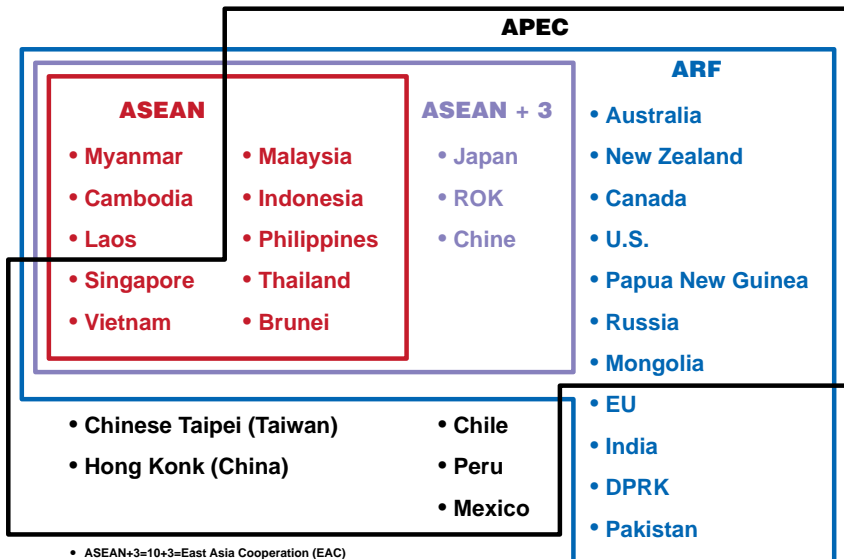 APEC
ARF
ASEAN
• Myanmar
• Cambodia
• Laos
• Singapore
• Vietnam
• Malaysia
• Indonesia
• Philippines
• Thailand
• Brunei
ASEAN + 3
• Japan
• ROK
• Chine
• Australia
• New Zealand
• Canada
• U.S.
• Papua New Guinea
• Russia
• Mongolia
• EU
• India
• DPRK
• Pakistan
• Chinese Taipei (Taiwan)
• Hong Konk (China)
• Chile
• Peru
• Mexico
• ASEAN+3=10+3=East Asia Cooperation (EAC)